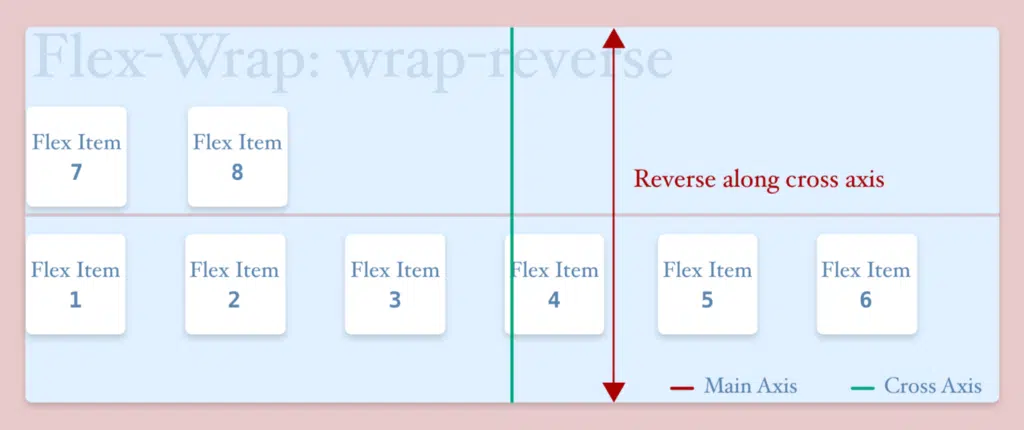 Flex-Wrap: wrap-reverse
Flex Item
7
Flex Item
8
Reverse along cross axis
Flex Item
1
Flex Item
2
Flex Item
3
Flex Item
4
Flex Item
5
Flex Item
6
Main Axis
Cross Axis